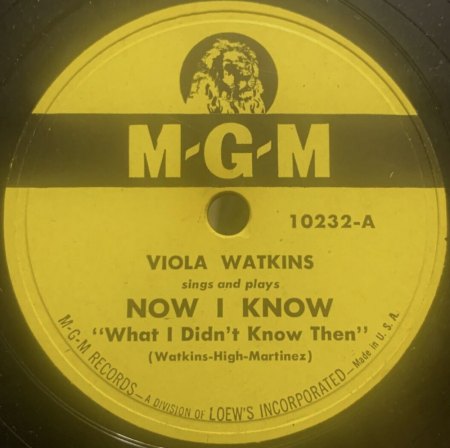 M-G-M
10232-A
VIOLA WATKINS
sings and plays
NOW I KNOW
"What I Didn't Know Then"
(Watkins-High-Martinez)
M-G-M RECORDS—A DIVISION OF LOEW'S INCORPORATED—Made in U.S.A.